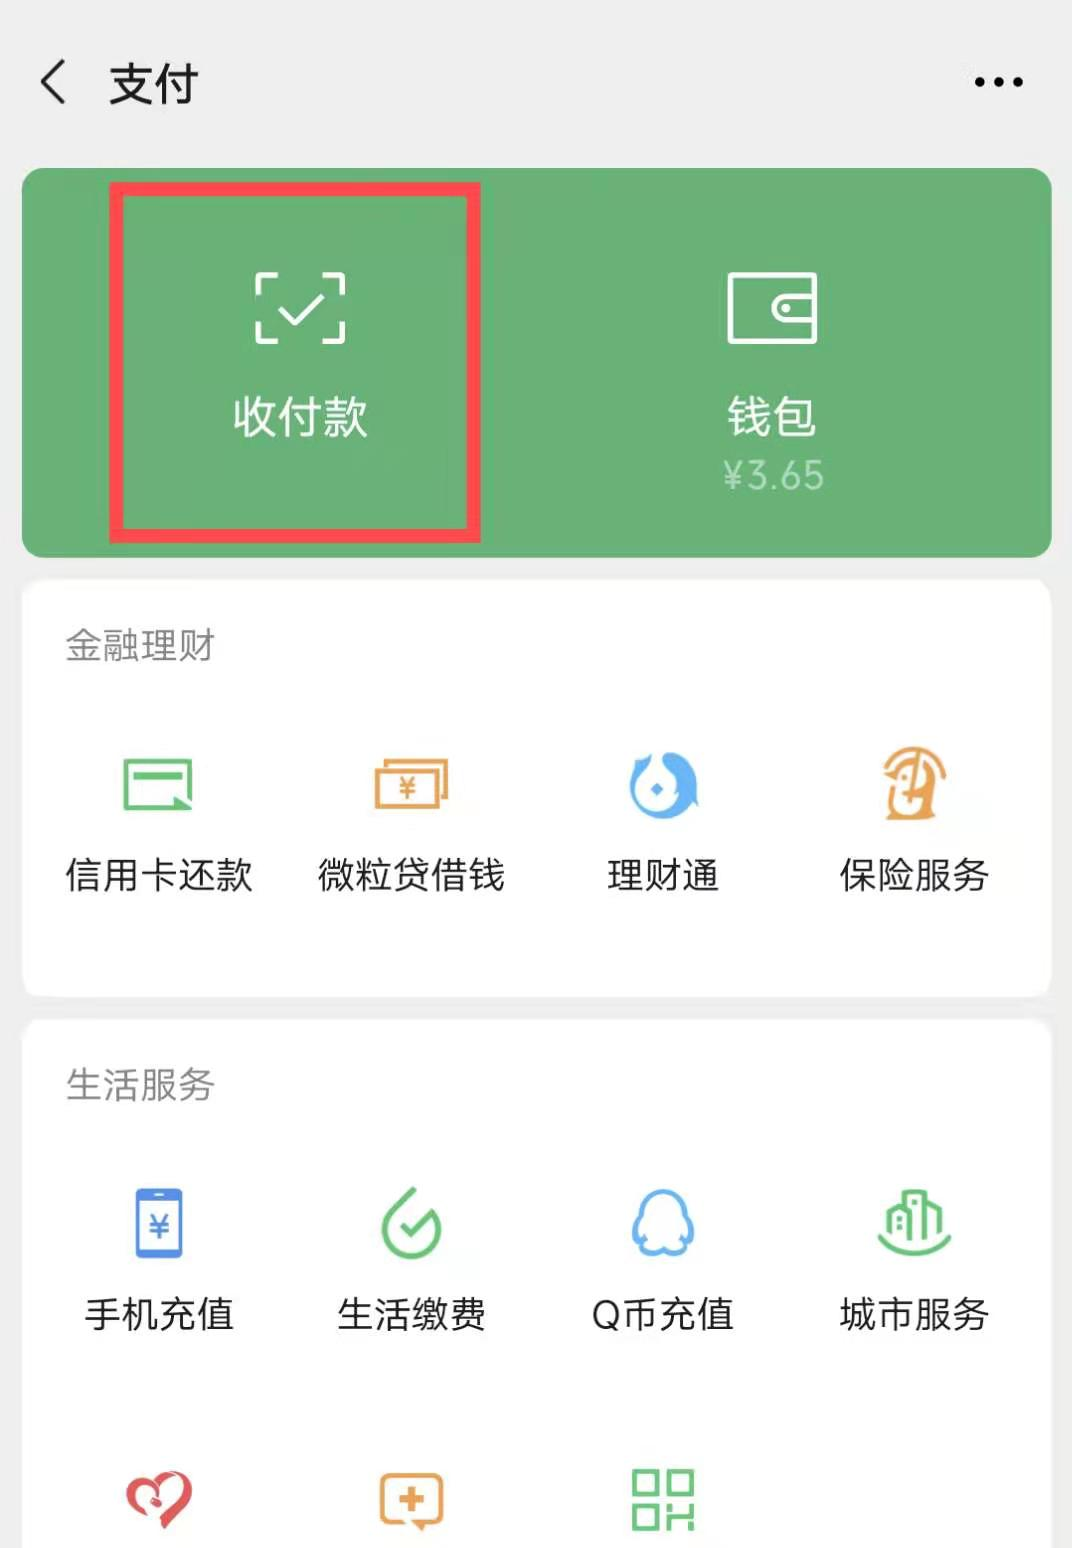 支付
收付款
钱包
¥3.65
金融理财
信用卡还款
微粒贷借钱
理财通
保险服务
生活服务
手机充值
生活缴费
Q币充值
城市服务